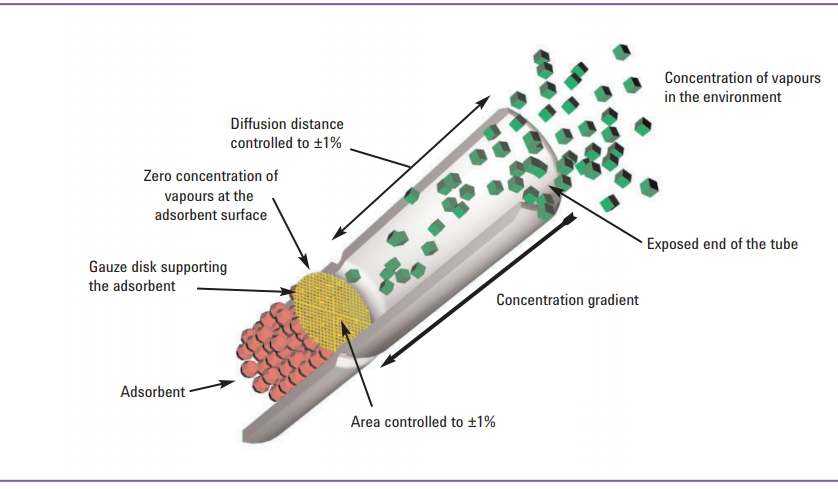 Concentration of vapours
in the environment
Diffusion distance
controlled to ±1%
Zero concentration of
vapours at the
adsorbent surface
Exposed end of the tube
Gauze disk supporting
the adsorbent
Concentration gradient
Adsorbent
Area controlled to ±1%